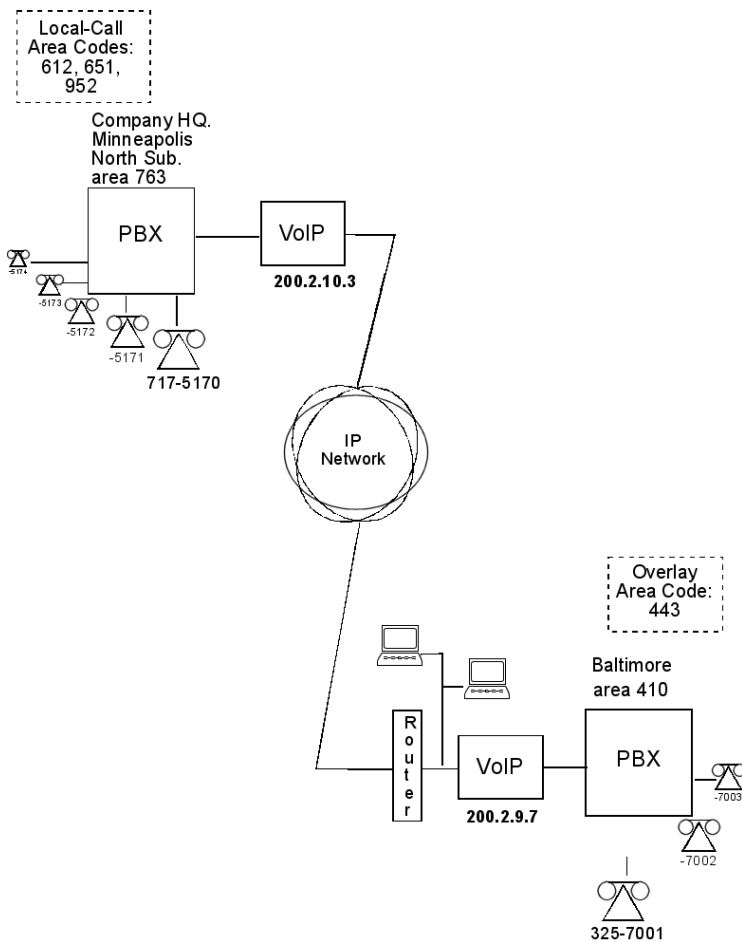 Local-Call
Area Codes:
612, 651,
952
Company HQ.
Minneapolis
North Sub.
area 763
PBX
VoIP
200.2.10.3
-5174
-5173
-5172
-5171
717-5170
IP
Network
Overlay
Area Code:
443
Baltimore
area 410
Router
VoIP
PBX
200.2.9.7
-7003
-7002
325-7001